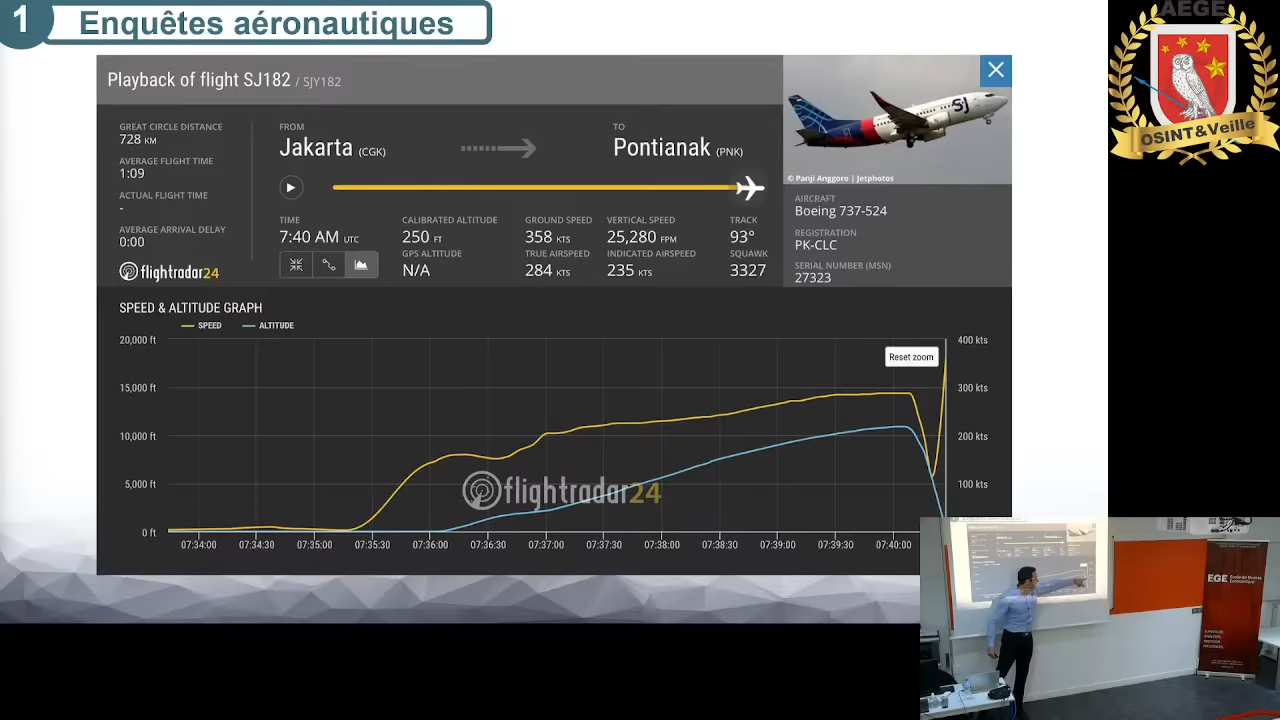 1
Enquêtes aéronautiques
AEGE
OSINT&Veille
Playback of flight SJ182 / SJY182
SJ
© Panji Anggoro | Jetphotos
GREAT CIRCLE DISTANCE
728 KM
AVERAGE FLIGHT TIME
1:09
ACTUAL FLIGHT TIME
-
AVERAGE ARRIVAL DELAY
0:00
flightradar24
FROM
Jakarta (CGK)
TO
Pontianak (PNK)
TIME
7:40 AM UTC
CALIBRATED ALTITUDE
250 FT
GPS ALTITUDE
N/A
GROUND SPEED
358 KTS
TRUE AIRSPEED
284 KTS
VERTICAL SPEED
25,280 FPM
INDICATED AIRSPEED
235 KTS
TRACK
93°
SQUAWK
3327
AIRCRAFT
Boeing 737-524
REGISTRATION
PK-CLC
SERIAL NUMBER (MSN)
27323
SPEED & ALTITUDE GRAPH
SPEED
ALTITUDE
Reset zoom
20,000 ft
15,000 ft
10,000 ft
5,000 ft
0 ft
400 kts
300 kts
200 kts
100 kts
flightradar24
07:34:00
07:34:30
07:35:00
07:35:30
07:36:00
07:36:30
07:37:00
07:37:30
07:38:00
07:38:30
07:39:00
07:39:30
07:40:00
EGE
École de Guerre
Économique